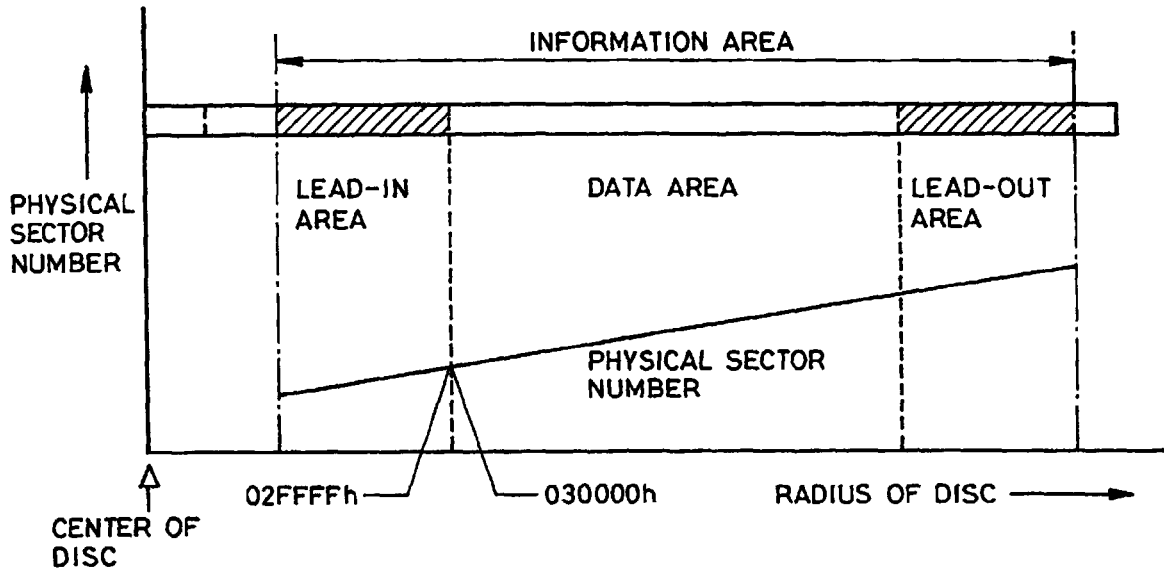 INFORMATION AREA
PHYSICAL
SECTOR
NUMBER
LEAD-IN
AREA
DATA AREA
LEAD-OUT
AREA
PHYSICAL SECTOR
NUMBER
02FFFFh
030000h
RADIUS OF DISC
CENTER OF
DISC